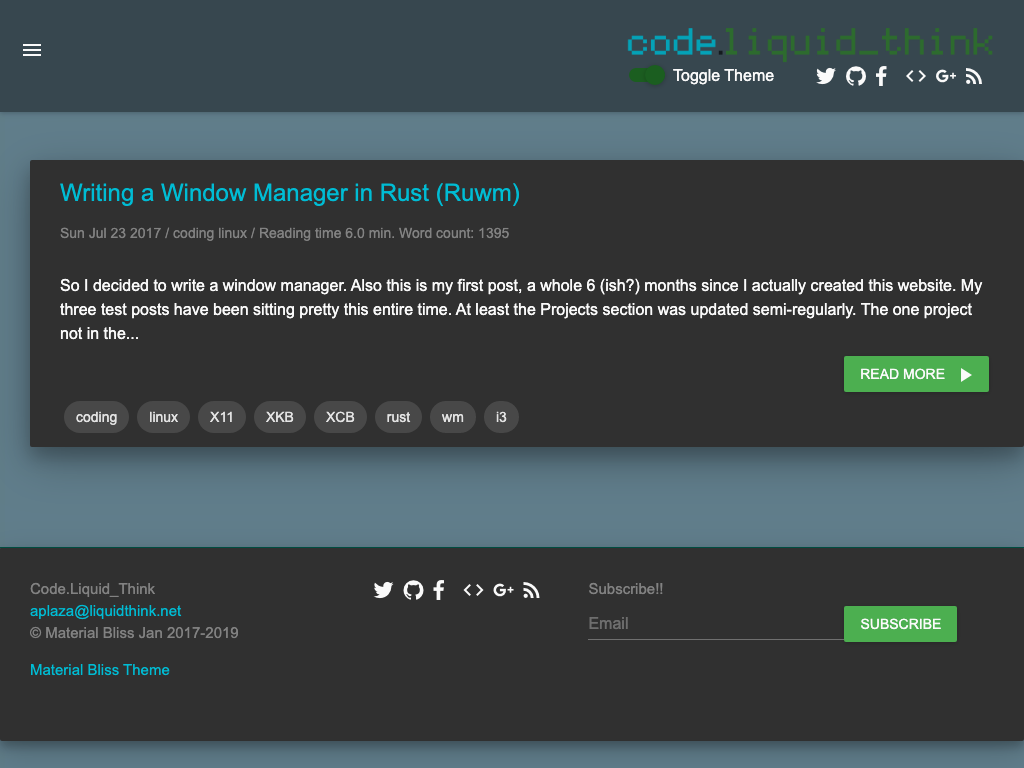 code.liquid_think
Toggle Theme
Writing a Window Manager in Rust (Ruwm)
Sun Jul 23 2017 / coding linux / Reading time 6.0 min. Word count: 1395
So I decided to write a window manager. Also this is my first post, a whole 6 (ish?) months since I actually created this website. My
three test posts have been sitting pretty this entire time. At least the Projects section was updated semi-regularly. The one project
not in the...
READ MORE
coding linux X11 XKB XCB rust wm i3
Code.Liquid_Think
aplaza@liquidthink.net
© Material Bliss Jan 2017-2019
Material Bliss Theme
Subscribe!!
Email
SUBSCRIBE